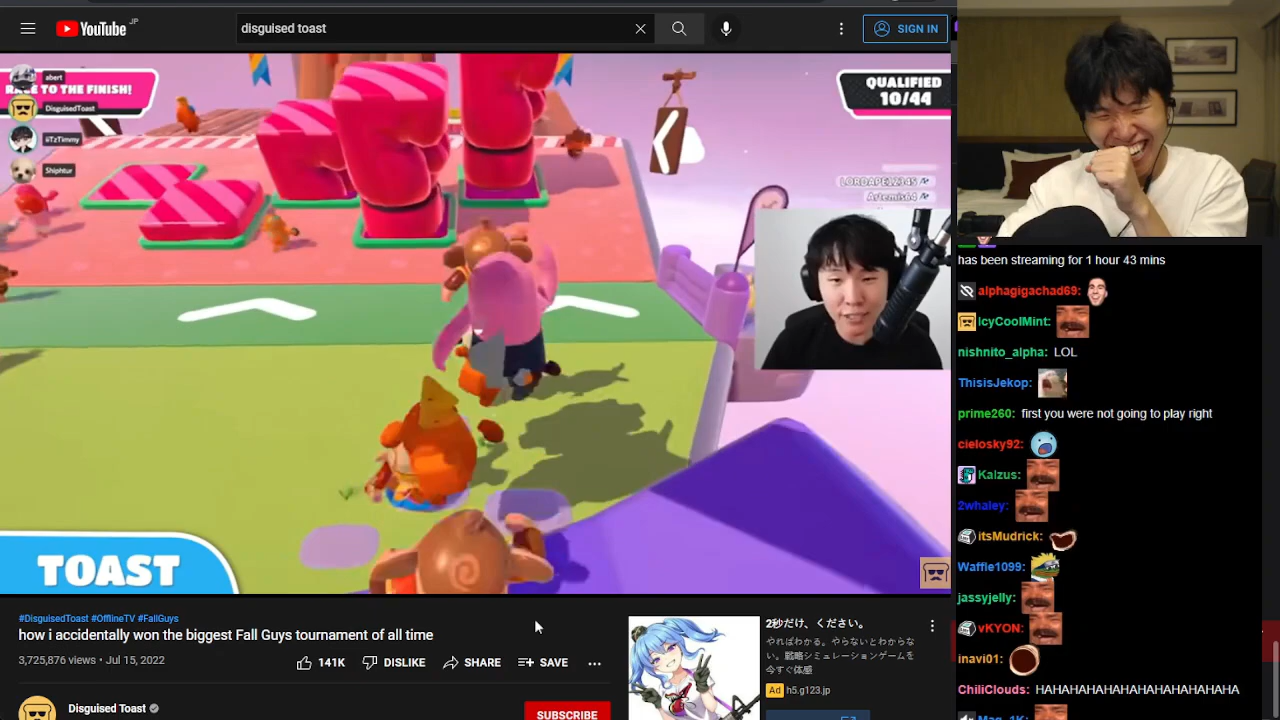 YouTube JP
disguised toast
SIGN IN
abert
RACE TO THE FINISH!
DisguisedToast
iiTzTimmy
Shiphtur
QUALIFIED
10/44
LORDAPE12345
Artemis64
TOAST
#DisguisedToast #OfflineTV #FallGuys
how i accidentally won the biggest Fall Guys tournament of all time
3,725,876 views • Jul 15, 2022
141K
DISLIKE
SHARE
SAVE
Disguised Toast
SUBSCRIBE
2秒だけ、ください。
やればわかる。やらないとわからな
い。戦略シミュレーションゲームを
今すぐ体感
Ad h5.g123.jp
has been streaming for 1 hour 43 mins
alphagigachad69:
IcyCoolMint:
nishnito_alpha: LOL
ThisisJekop:
prime260: first you were not going to play right
cielosky92:
Kalzus:
2whaley:
itsMudrick:
Waffle1099:
jassyjelly:
vKYON:
inavi01:
ChiliClouds: HAHAHAHAHAHAHAHAHAHAHA